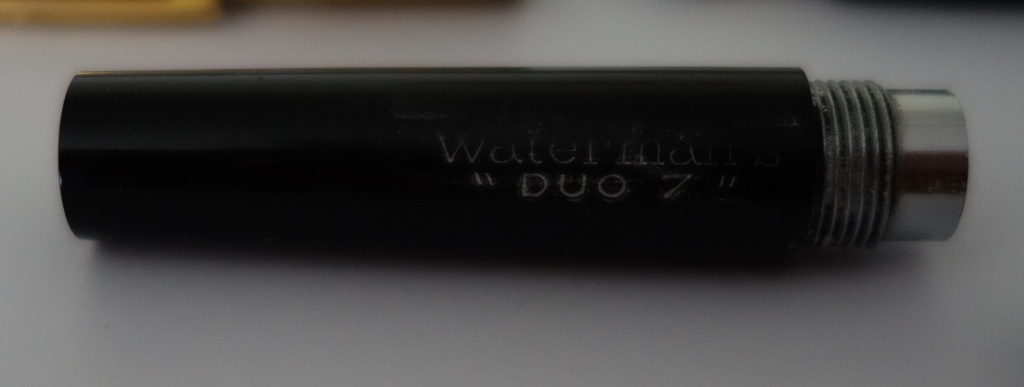 Waterman's
" DUO 7 "